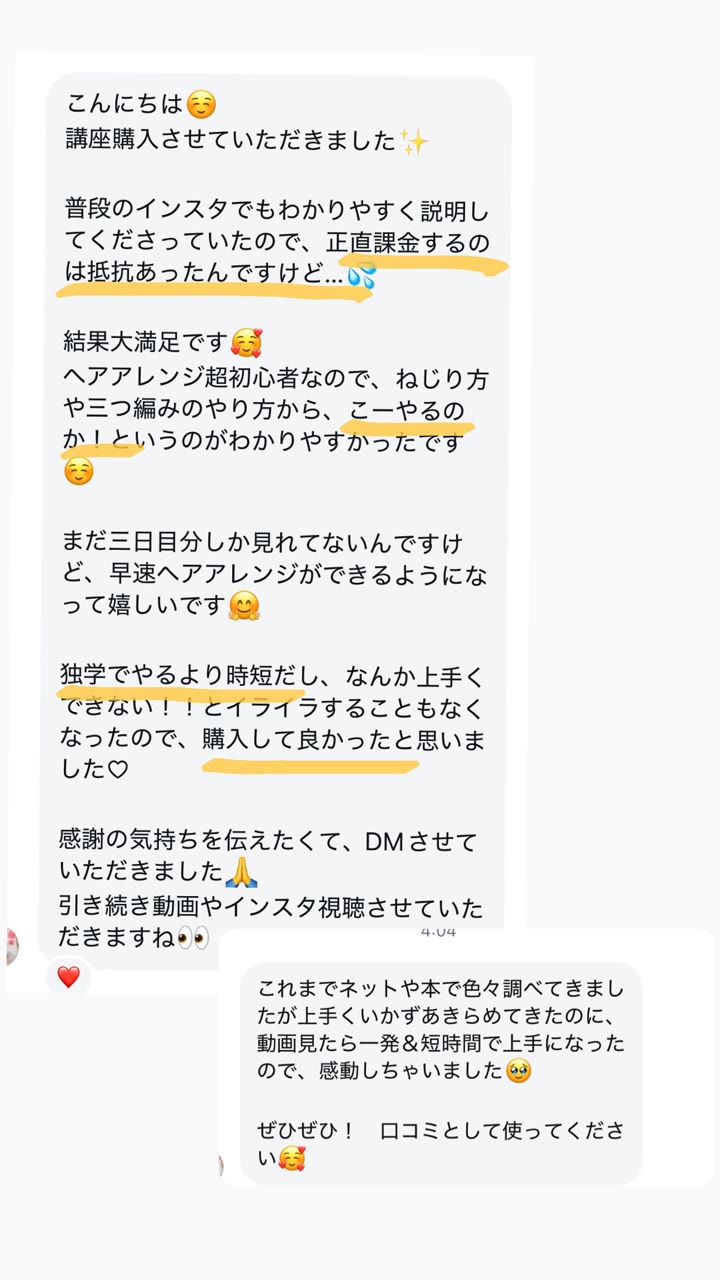 こんにちは☺️
講座購入させていただきました✨
普段のインスタでもわかりやすく説明し
てくださっていたので、正直課金するの
は抵抗あったんですけど...💦
結果大満足です🥰
ヘアアレンジ超初心者なので、ねじり方
や三つ編みのやり方から、こーやるの
か！というのがわかりやすかったです
☺️
まだ三日目分しか見れてないんですけ
ど、早速ヘアアレンジができるようにな
って嬉しいです🤗
独学でやるより時短だし、なんか上手く
できない！！とイライラすることもなく
なったので、購入して良かったと思いま
した♡
感謝の気持ちを伝えたくて、DMさせて
いただきました🙏
引き続き動画やインスタ視聴させていた
だきますね👀
❤️
4:04
これまでネットや本で色々調べてきまし
たが上手くいかずあきらめてきたのに、
動画見たら一発＆短時間で上手になった
ので、感動しちゃいました🥹
ぜひぜひ！　口コミとして使ってくださ
い🥰